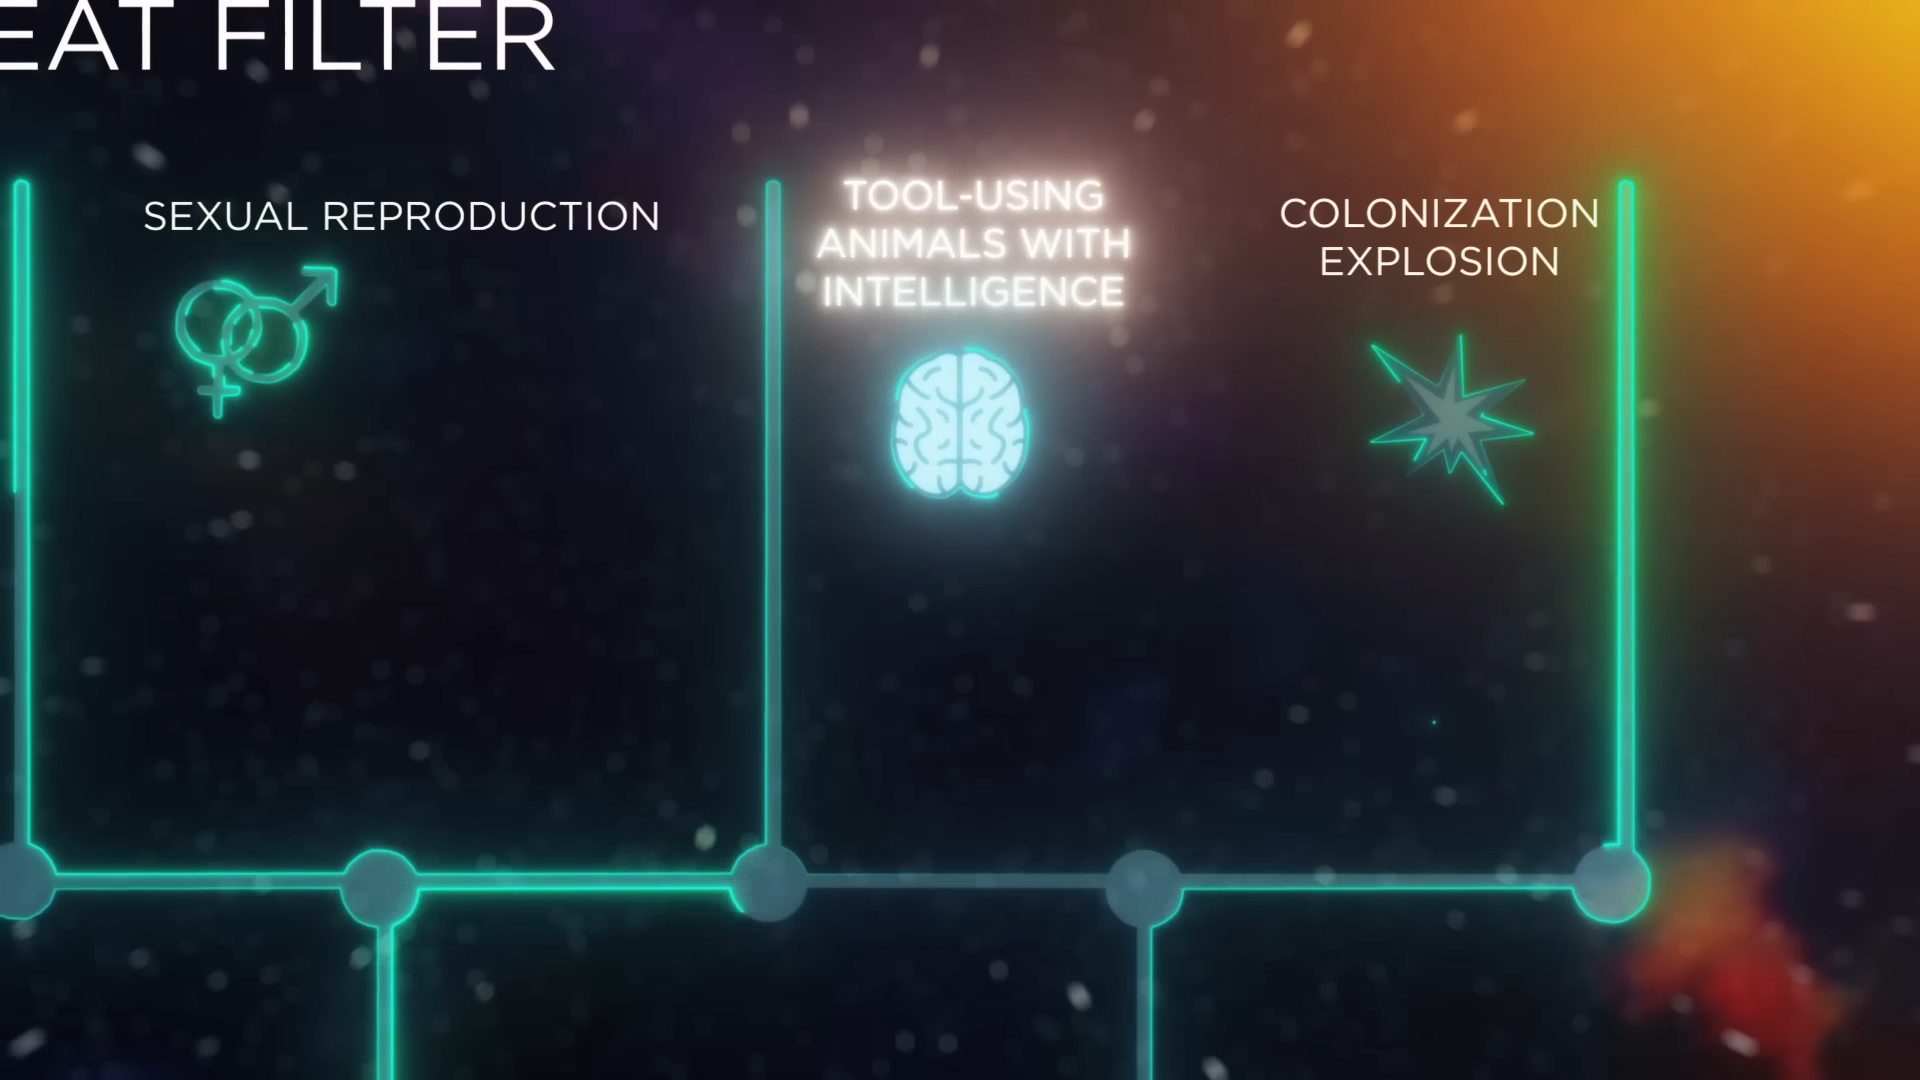 EAT FILTER
SEXUAL REPRODUCTION
TOOL-USING
ANIMALS WITH
INTELLIGENCE
COLONIZATION
EXPLOSION